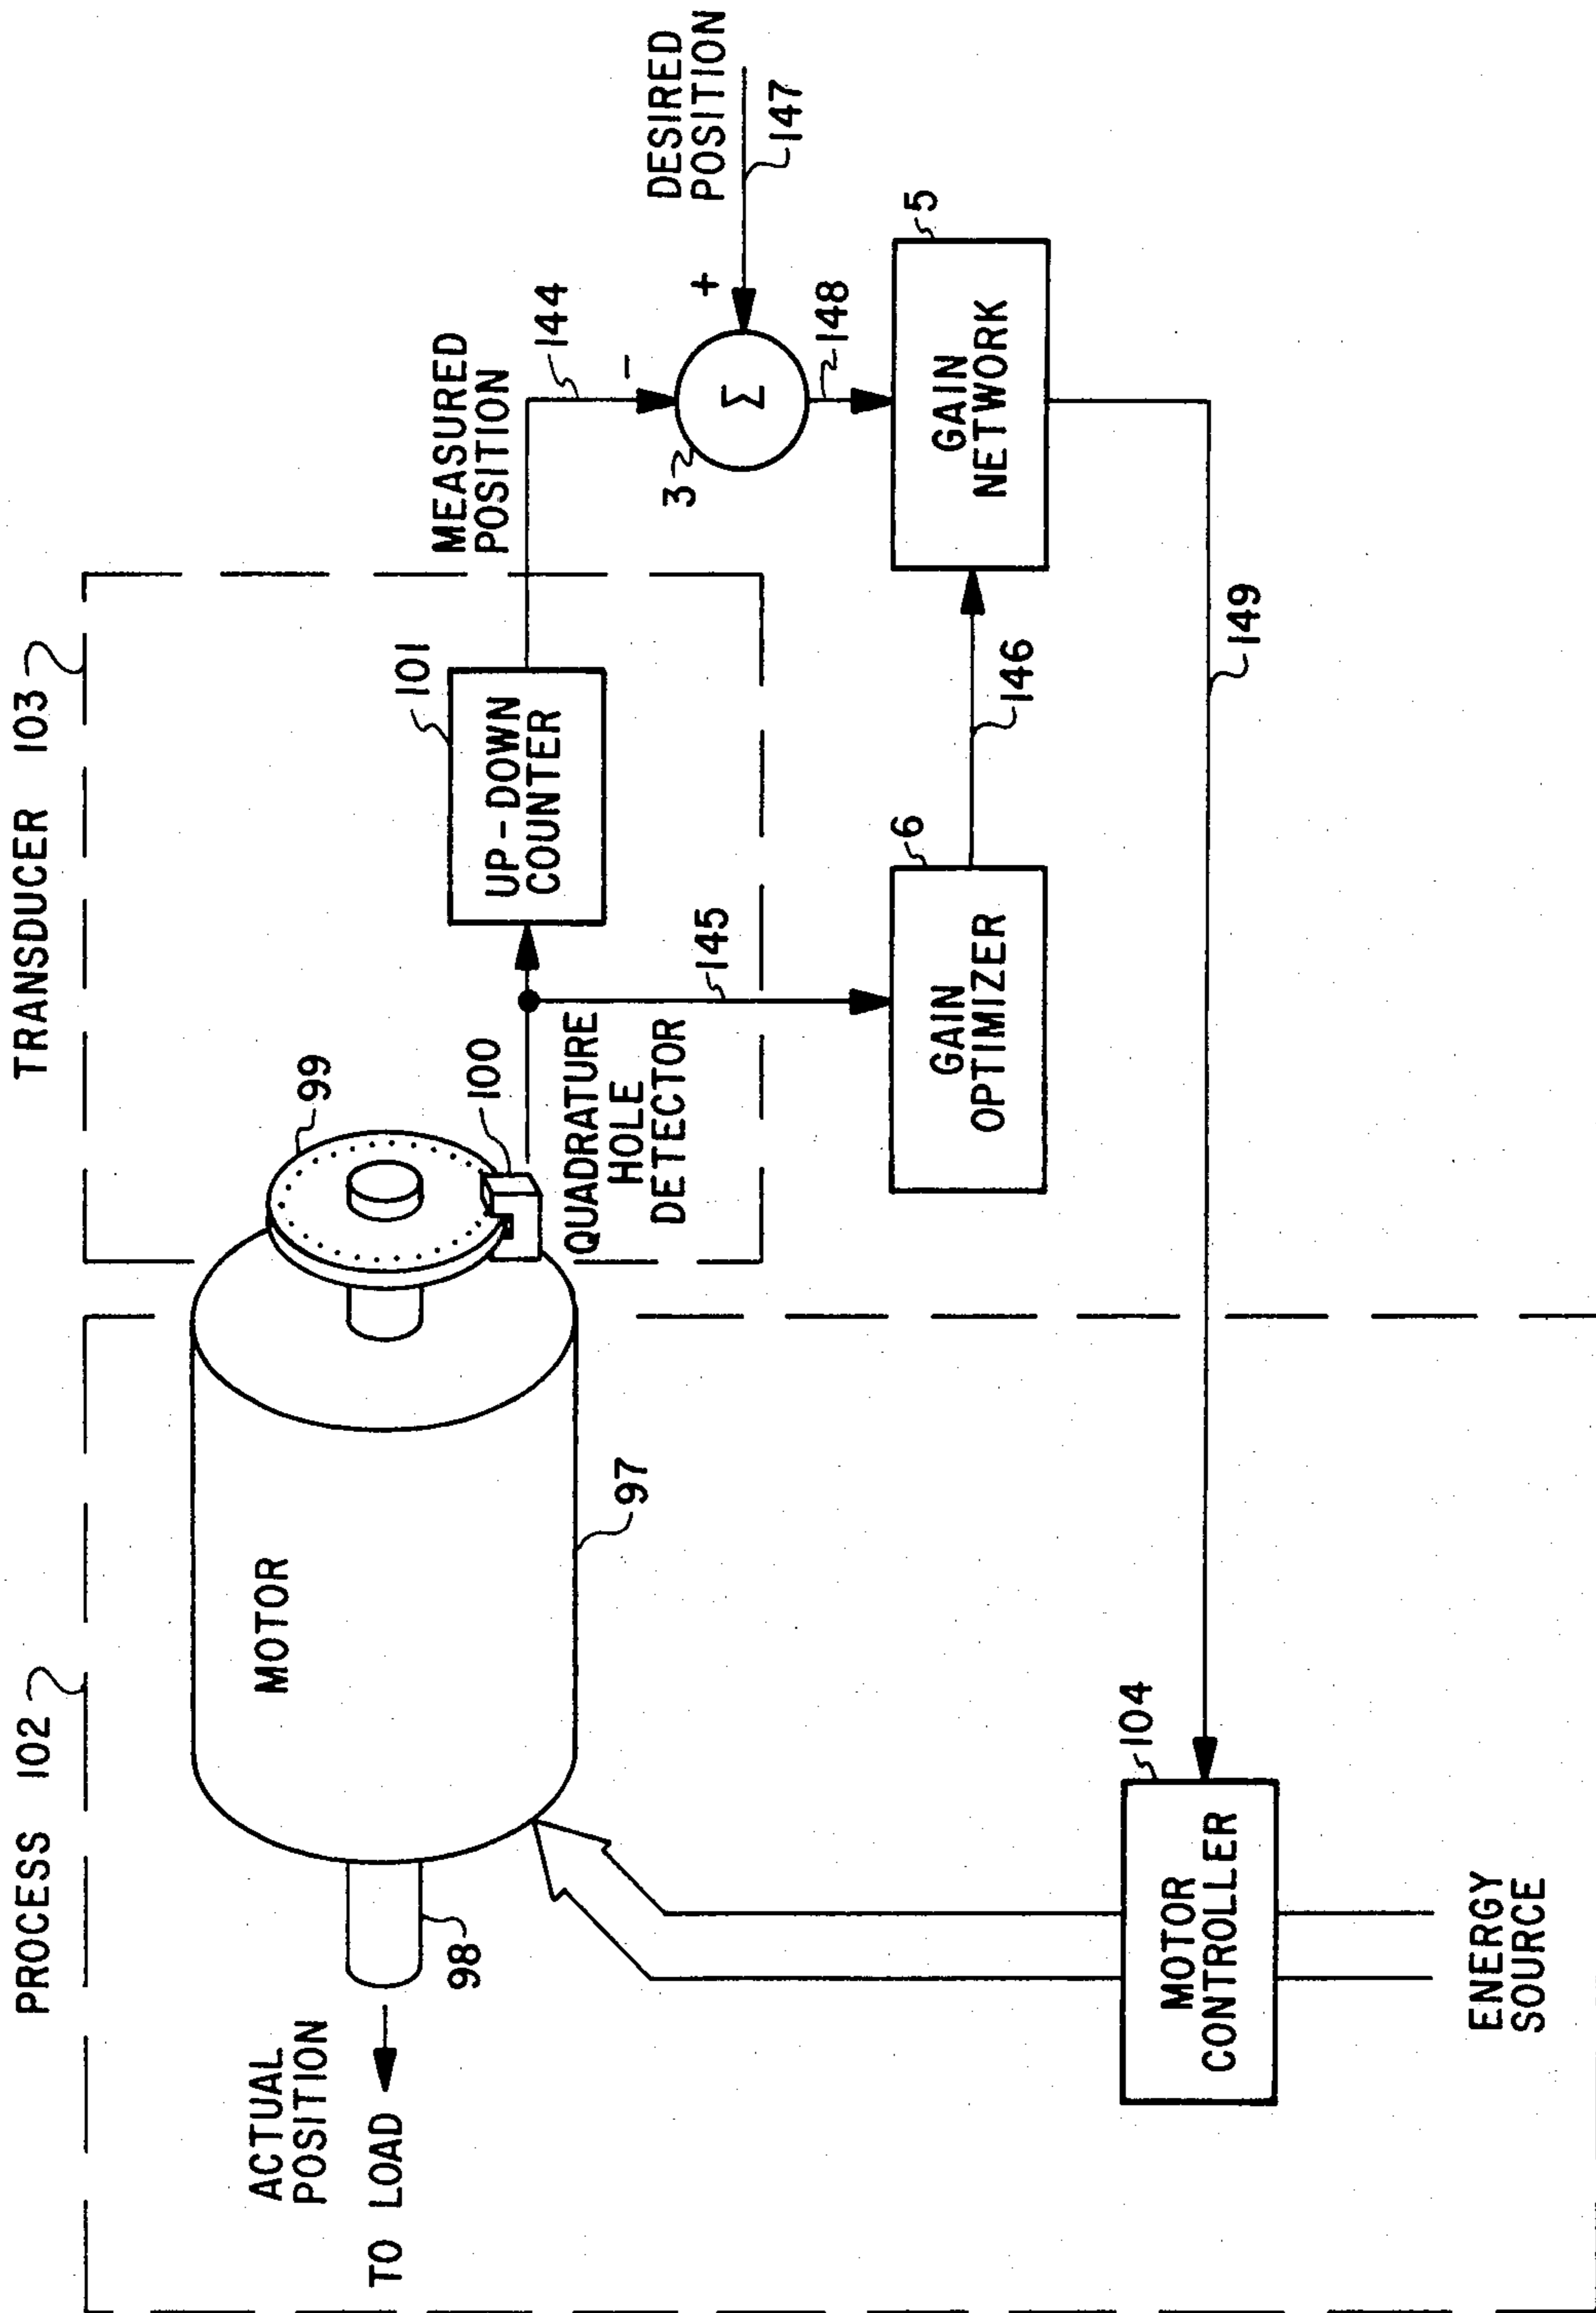 PROCESS 102
TRANSDUCER 103
ACTUAL
POSITION
TO LOAD
98
MOTOR
97
99
100
QUADRATURE
HOLE
DETECTOR
101
UP-DOWN
COUNTER
145
MEASURED
POSITION
144
-
+
Σ
3
DESIRED
POSITION
147
148
5
GAIN
NETWORK
6
GAIN
OPTIMIZER
146
149
104
MOTOR
CONTROLLER
ENERGY
SOURCE